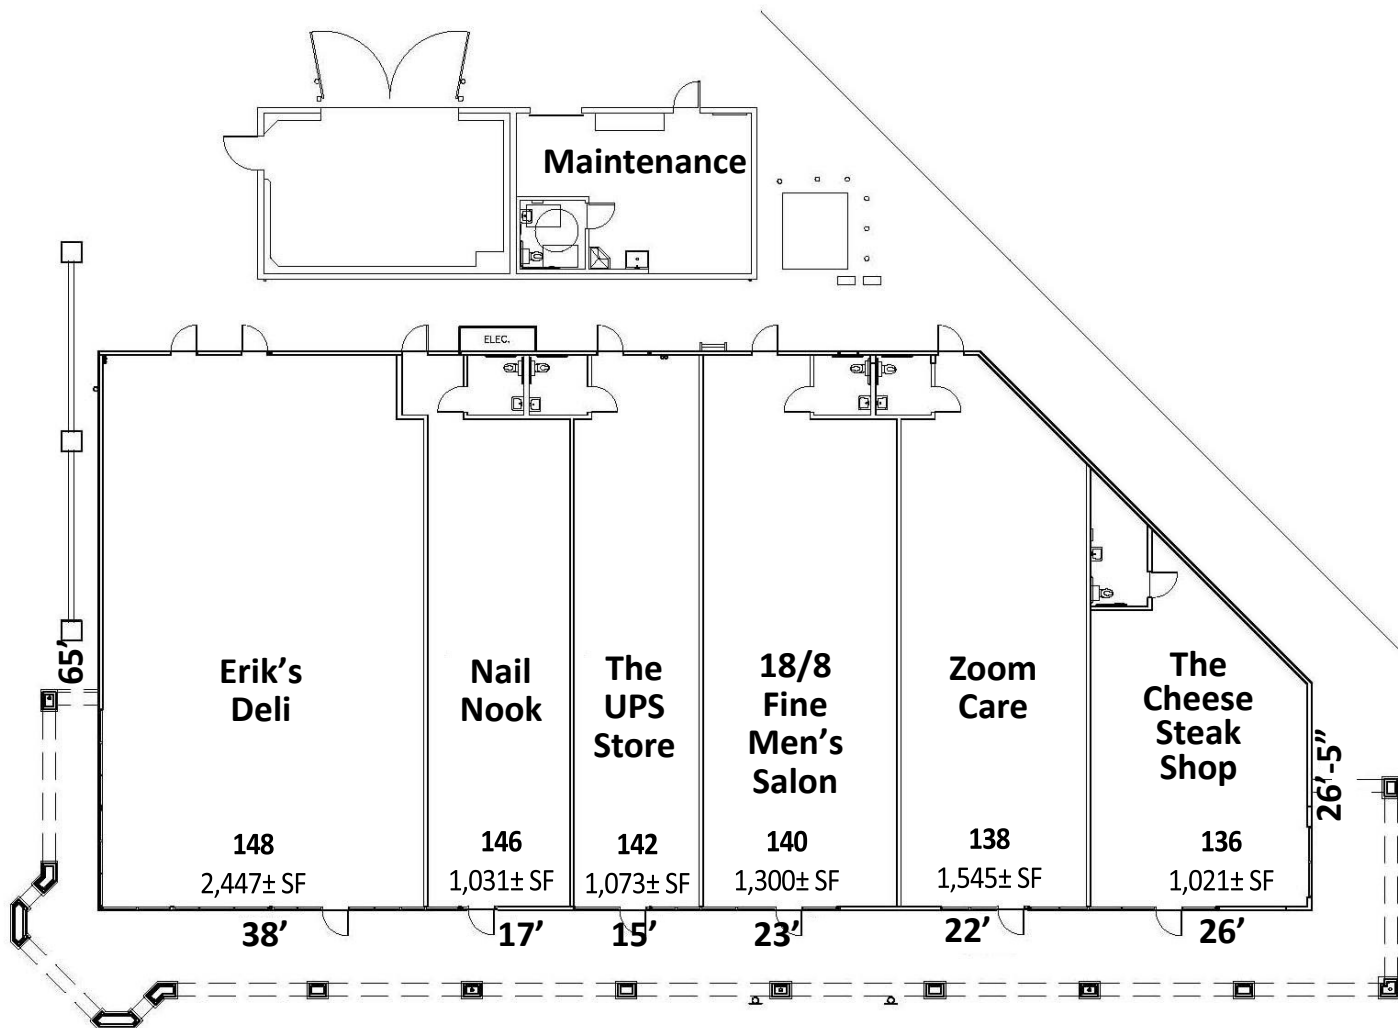 Maintenance
ELEC.
65’
Erik’s
Deli
148
2,447± SF
38’
Nail
Nook
146
1,031± SF
17’
The
UPS
Store
142
1,073± SF
15’
18/8
Fine
Men’s
Salon
140
1,300± SF
23’
Zoom
Care
138
1,545± SF
22’
The
Cheese
Steak
Shop
136
1,021± SF
26’
26’-5”